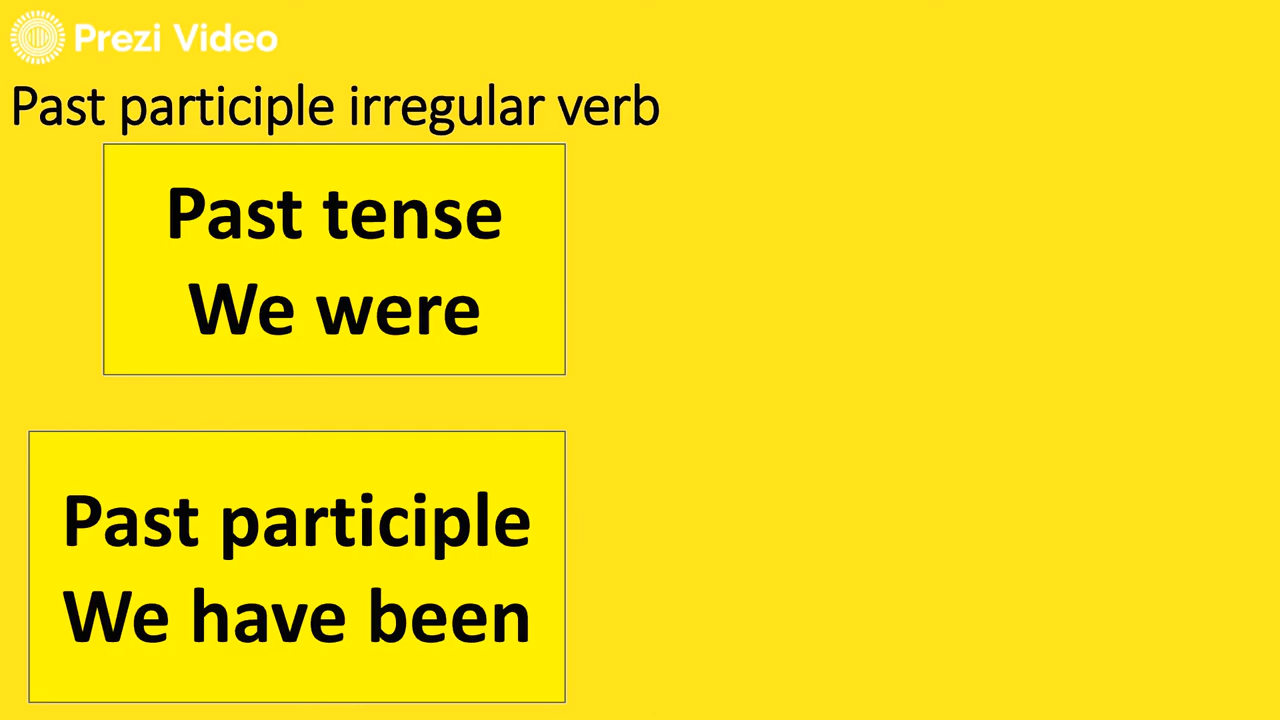 Prezi Video
Past participle irregular verb
Past tense
We were
Past participle
We have been